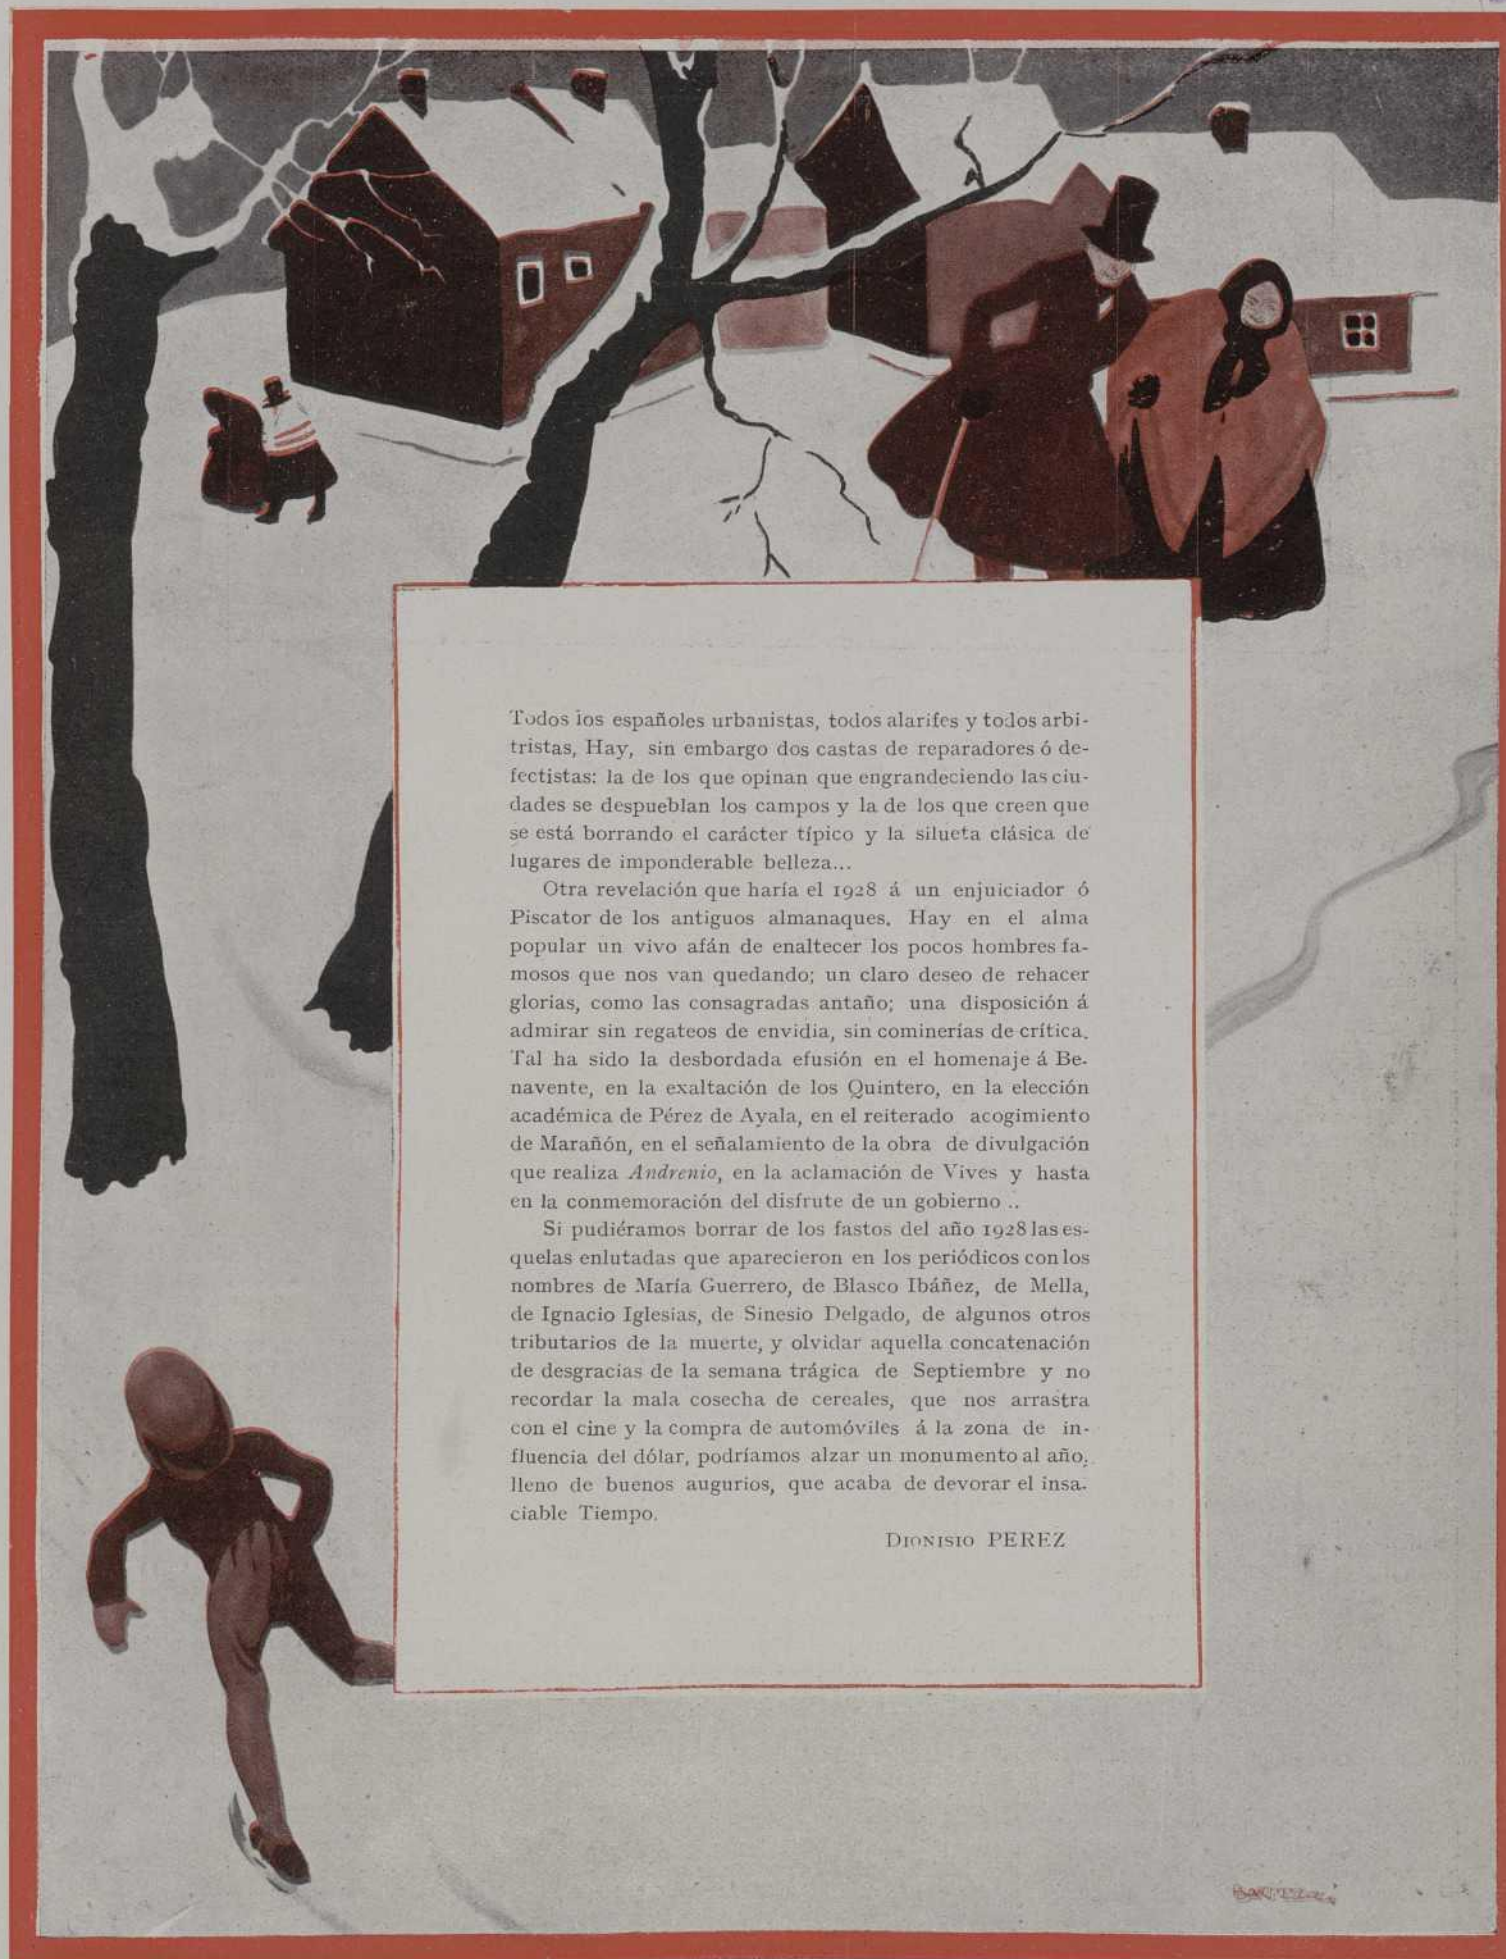 Todos los españoles urbanistas, todos alarifes y todos arbi-
tristas, Hay, sin embargo dos castas de reparadores ó de-
fectistas: la de los que opinan que engrandeciendo las ciu-
dades se despueblan los campos y la de los que creen que
se está borrando el carácter típico y la silueta clásica de
lugares de imponderable belleza...
Otra revelación que haría el 1928 á un enjuiciador ó
Piscator de los antiguos almanaques. Hay en el alma
popular un vivo afán de enaltecer los pocos hombres fa-
mosos que nos van quedando; un claro deseo de rehacer
glorias, como las consagradas antaño; una disposición á
admirar sin regateos de envidia, sin cominerías de crítica.
Tal ha sido la desbordada efusión en el homenaje á Be-
navente, en la exaltación de los Quintero, en la elección
académica de Pérez de Ayala, en el reiterado acogimiento
de Marañón, en el señalamiento de la obra de divulgación
que realiza Andrenio, en la aclamación de Vives y hasta
en la conmemoración del disfrute de un gobierno ..
Si pudiéramos borrar de los fastos del año 1928 las es-
quelas enlutadas que aparecieron en los periódicos con los
nombres de María Guerrero, de Blasco Ibáñez, de Mella,
de Ignacio Iglesias, de Sinesio Delgado, de algunos otros
tributarios de la muerte, y olvidar aquella concatenación
de desgracias de la semana trágica de Septiembre y no
recordar la mala cosecha de cereales, que nos arrastra
con el cine y la compra de automóviles á la zona de in-
fluencia del dólar, podríamos alzar un monumento al año,
lleno de buenos augurios, que acaba de devorar el insa-
ciable Tiempo.
Dionisio PEREZ